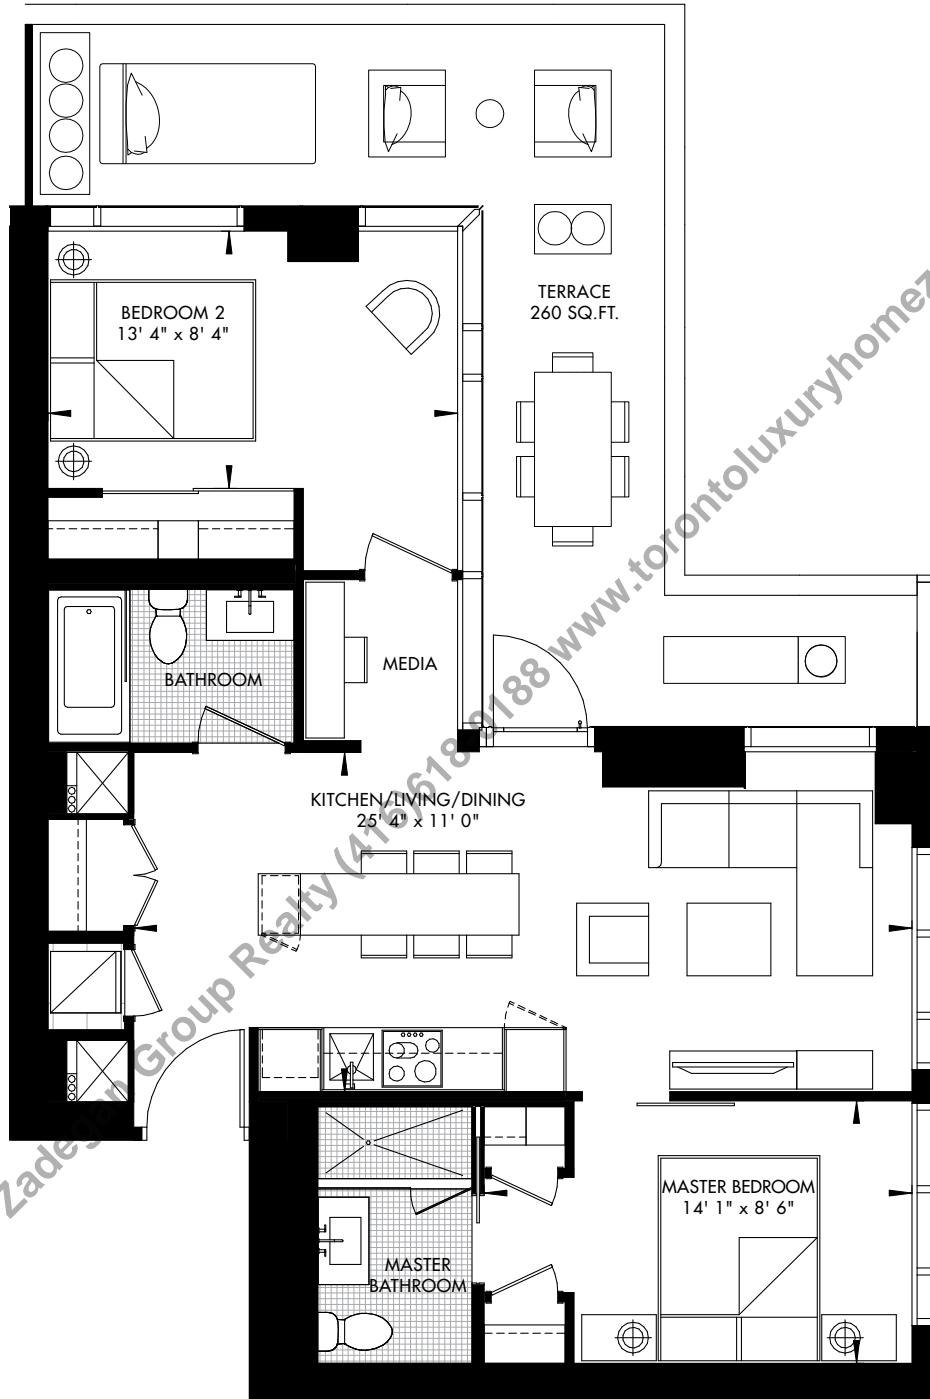 TERRACE
260 SQ.FT.
BEDROOM 2
13' 4" x 8' 4"
MEDIA
BATHROOM
KITCHEN/LIVING/DINING
25' 4" x 11' 0"
MASTER BEDROOM
14' 1" x 8' 6"
MASTER
BATHROOM
Zadegan Group Realty (416)618-9188 www.torontoluxuryhomez